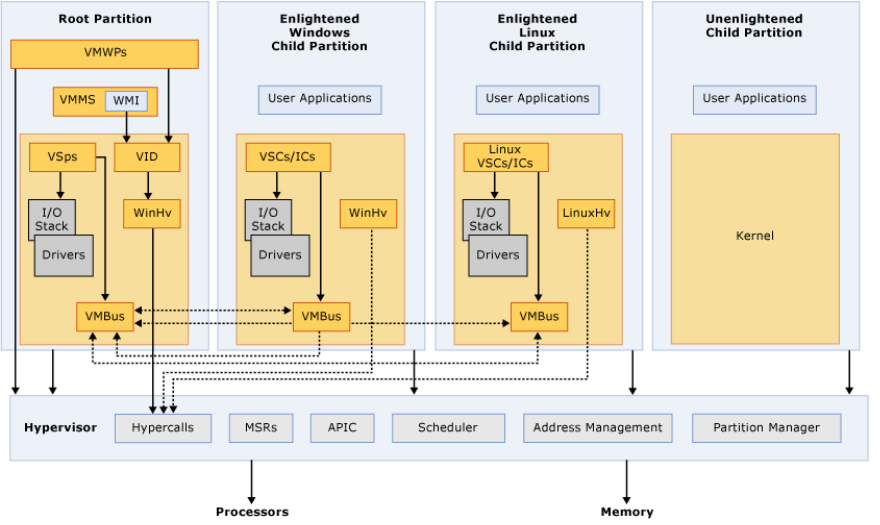 Root Partition
VMWPs
VMMS
WMI
VSps
VID
I/O
Stack
WinHv
Drivers
VMBus
Enlightened
Windows
Child Partition
User Applications
VSCs/ICs
I/O
Stack
WinHv
Drivers
VMBus
Enlightened
Linux
Child Partition
User Applications
Linux
VSCs/ICs
I/O
Stack
LinuxHv
Drivers
VMBus
Unenlightened
Child Partition
User Applications
Kernel
Hypervisor
Hypercalls
MSRs
APIC
Scheduler
Address Management
Partition Manager
Processors
Memory